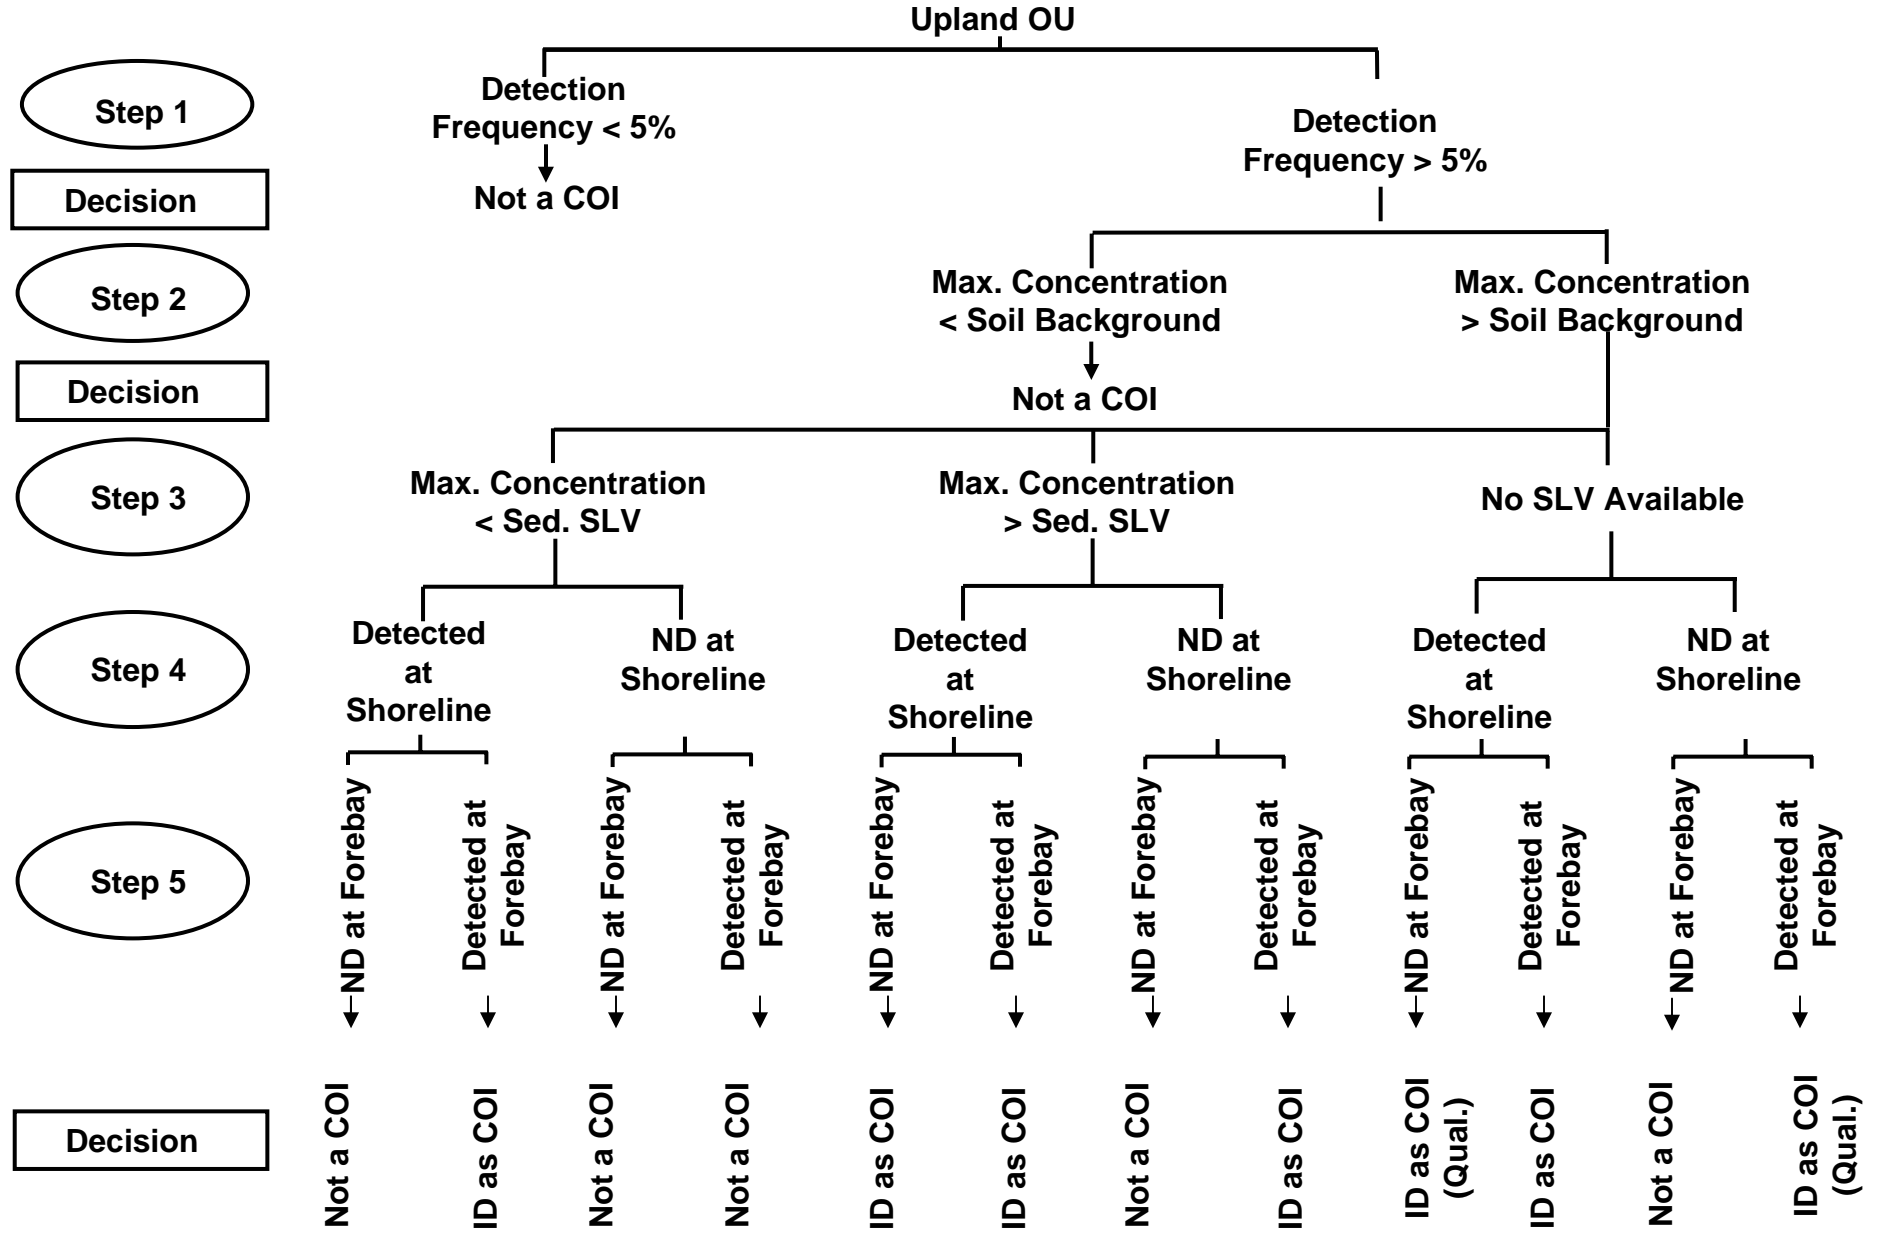 Upland OU
Step 1
Detection
Frequency < 5%
Detection
Frequency > 5%
Decision
Not a COI
Step 2
Max. Concentration
< Soil Background
Max. Concentration
> Soil Background
Decision
Not a COI
Step 3
Max. Concentration
< Sed. SLV
Max. Concentration
> Sed. SLV
No SLV Available
Step 4
Detected
at
Shoreline
ND at
Shoreline
Detected
at
Shoreline
ND at
Shoreline
Detected
at
Shoreline
ND at
Shoreline
Step 5
ND at Forebay
Detected at
Forebay
ND at Forebay
Detected at
Forebay
ND at Forebay
Detected at
Forebay
ND at Forebay
Detected at
Forebay
ND at Forebay
Detected at
Forebay
ND at Forebay
Detected at
Forebay
Decision
Not a COI
ID as COI
Not a COI
Not a COI
ID as COI
ID as COI
Not a COI
ID as COI
ID as COI
(Qual.)
ID as COI
Not a COI
ID as COI
(Qual.)